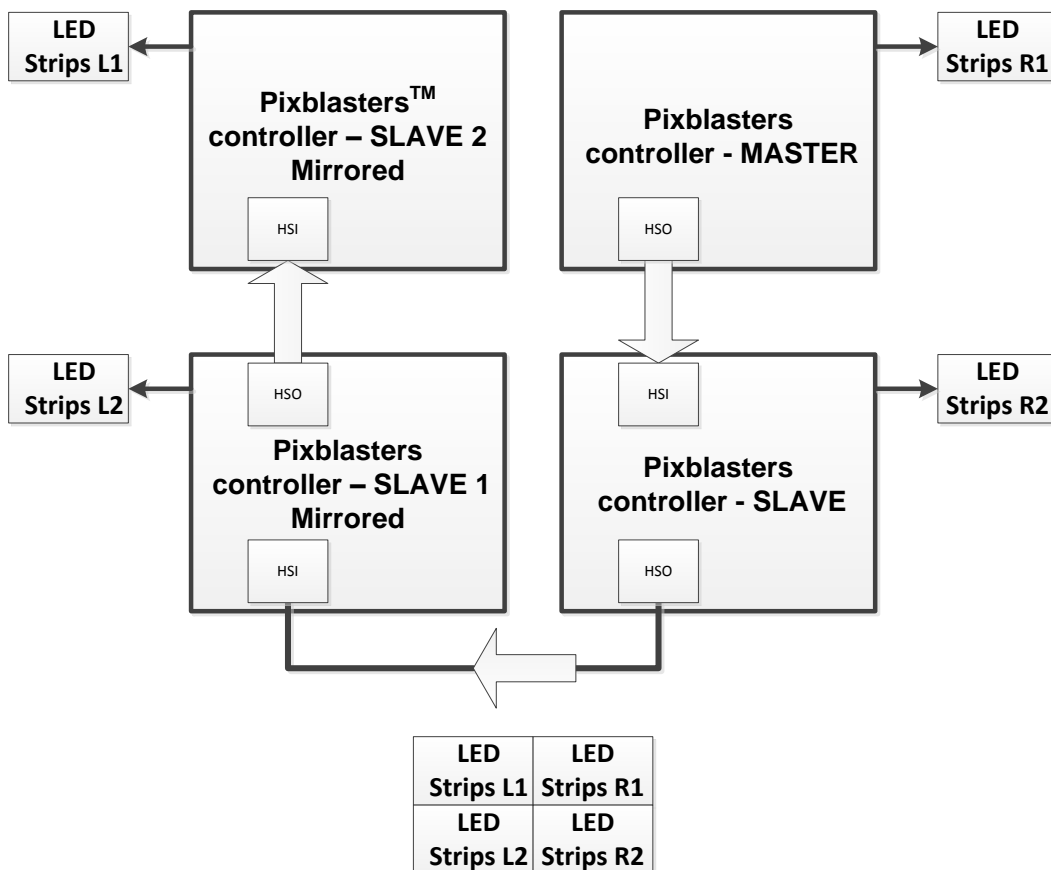 LED
Strips L1
Pixblasters™
controller – SLAVE 2
Mirrored
HSI
Pixblasters
controller - MASTER
HSO
LED
Strips R1
LED
Strips L2
HSO
Pixblasters
controller – SLAVE 1
Mirrored
HSI
HSI
Pixblasters
controller - SLAVE
HSO
LED
Strips R2
LED
Strips L1
LED
Strips R1
LED
Strips L2
LED
Strips R2